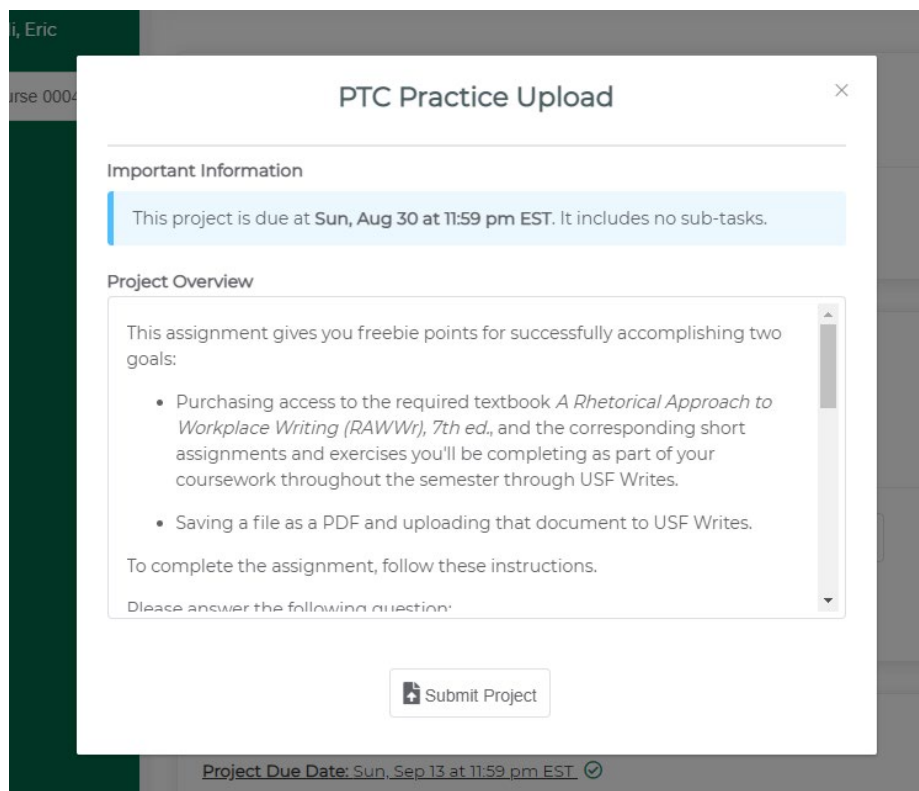 i, Eric
urse 0004
PTC Practice Upload
Important Information
This project is due at Sun, Aug 30 at 11:59 pm EST. It includes no sub-tasks.
Project Overview
This assignment gives you freebie points for successfully accomplishing two
goals:
• Purchasing access to the required textbook A Rhetorical Approach to
Workplace Writing (RAWWr), 7th ed., and the corresponding short
assignments and exercises you'll be completing as part of your
coursework throughout the semester through USF Writes.
• Saving a file as a PDF and uploading that document to USF Writes.
To complete the assignment, follow these instructions.
Please answer the following question:
Submit Project
Project Due Date: Sun, Sep 13 at 11:59 pm EST